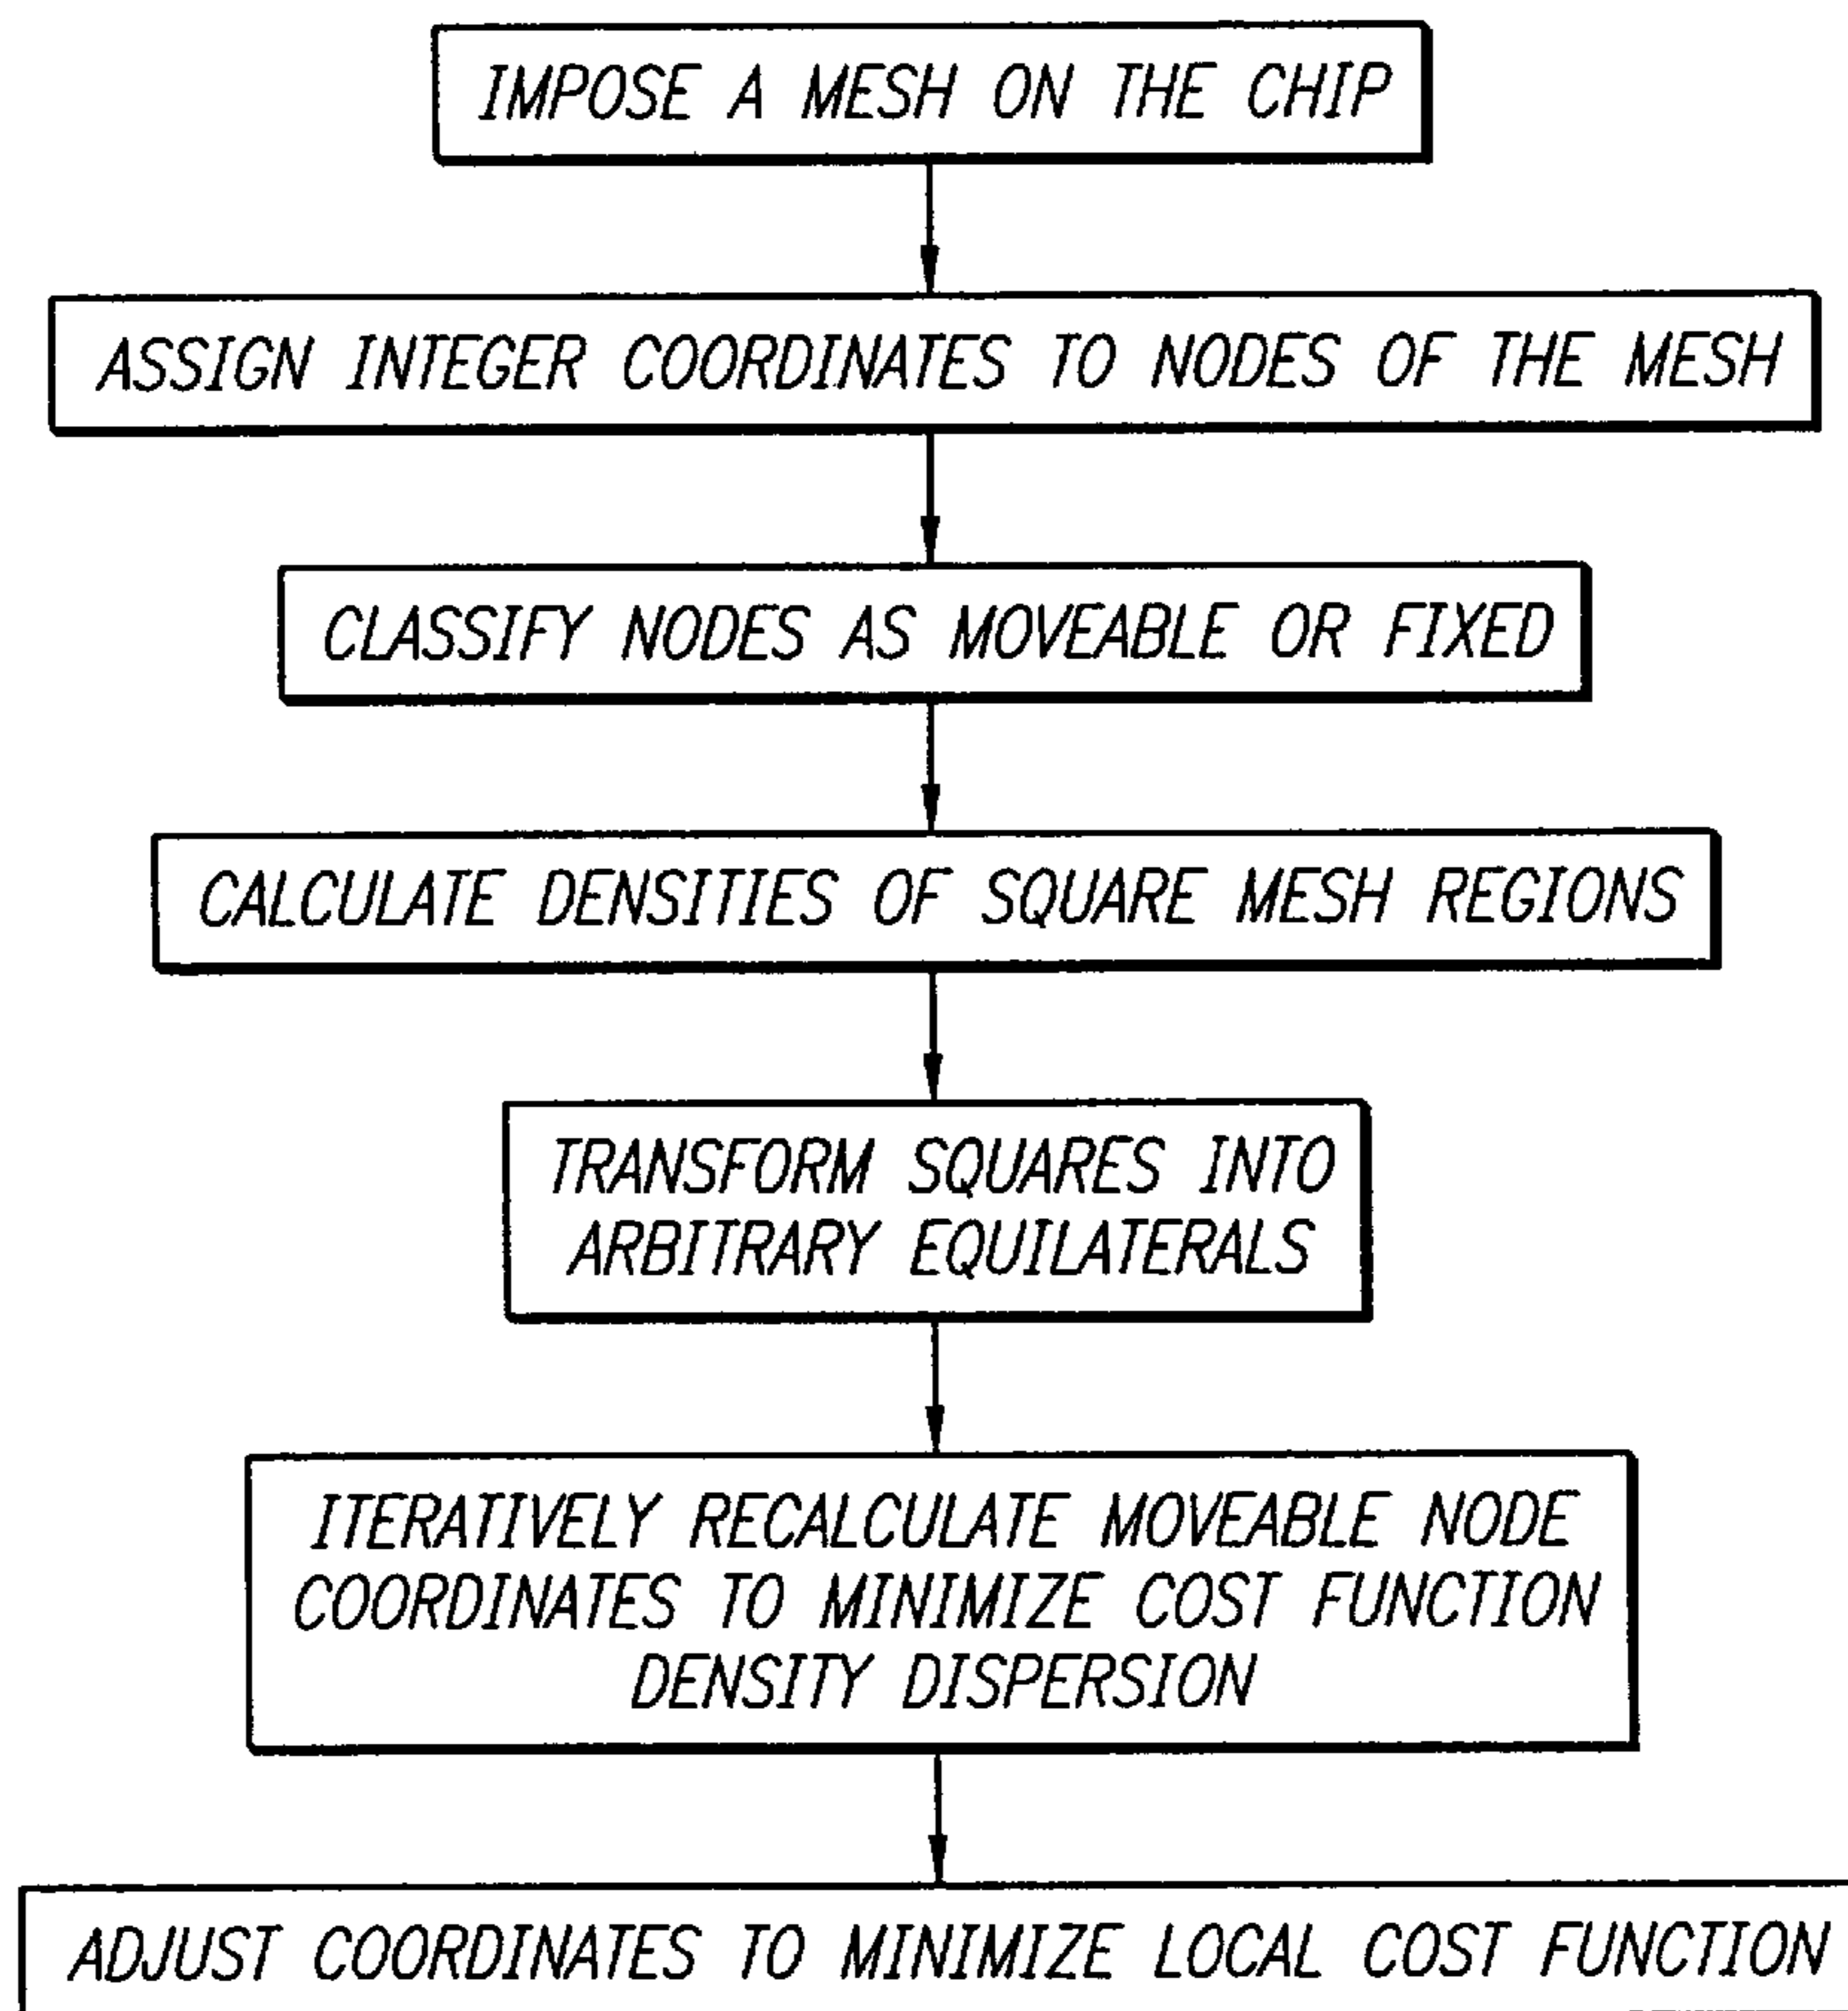 IMPOSE A MESH ON THE CHIP
ASSIGN INTEGER COORDINATES TO NODES OF THE MESH
CLASSIFY NODES AS MOVEABLE OR FIXED
CALCULATE DENSITIES OF SQUARE MESH REGIONS
TRANSFORM SQUARES INTO
ARBITRARY EQUILATERALS
ITERATIVELY RECALCULATE MOVEABLE NODE
COORDINATES TO MINIMIZE COST FUNCTION
DENSITY DISPERSION
ADJUST COORDINATES TO MINIMIZE LOCAL COST FUNCTION